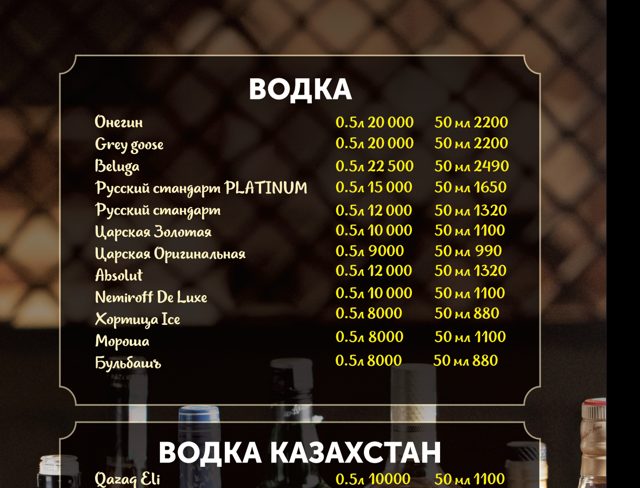 ВОДКА
Онегин 0.5л 20 000 50 мл 2200
Grey goose 0.5л 20 000 50 мл 2200
Beluga 0.5л 22 500 50 мл 2490
Русский стандарт PLATINUM 0.5л 15 000 50 мл 1650
Русский стандарт 0.5л 12 000 50 мл 1320
Царская Золотая 0.5л 10 000 50 мл 1100
Царская Оригинальная 0.5л 9000 50 мл 990
Absolut 0.5л 12 000 50 мл 1320
Nemiroff De Luxe 0.5л 10 000 50 мл 1100
Хортица Ice 0.5л 8000 50 мл 880
Мороша 0.5л 8000 50 мл 1100
Бульбашъ 0.5л 8000 50 мл 880
ВОДКА КАЗАХСТАН
Qazaq Eli 0.5л 10000 50 мл 1100